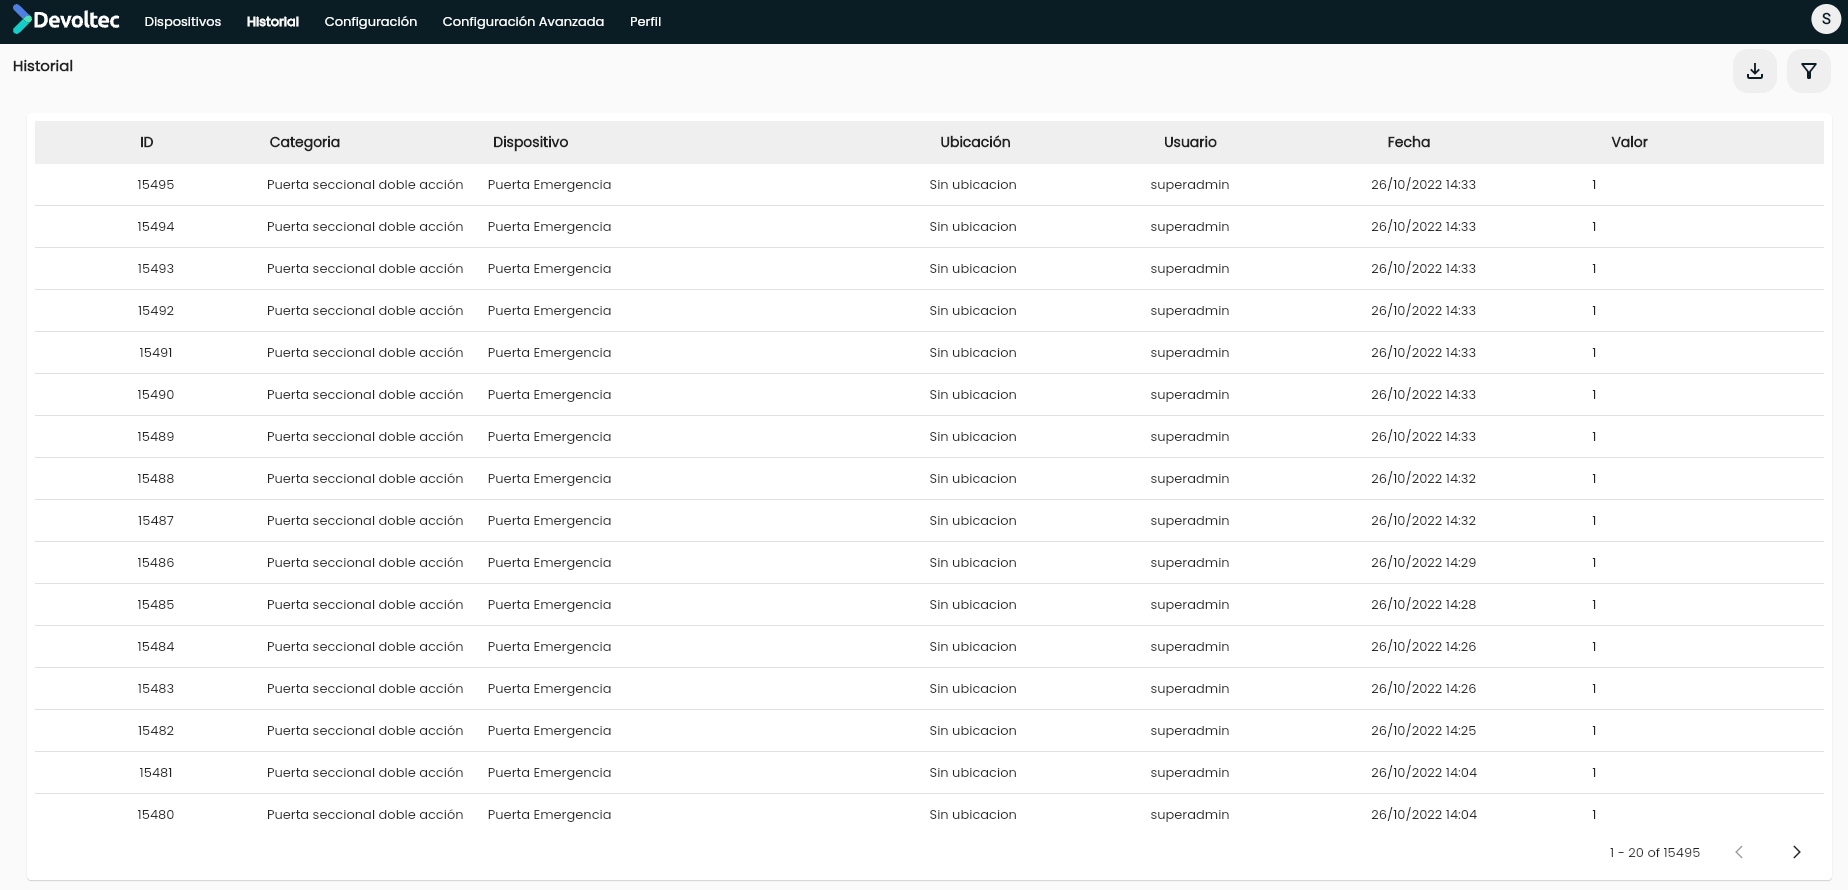 Devoltec Dispositivos Historial Configuración Configuración Avanzada Perfil S
Historial
ID Categoria Dispositivo Ubicación Usuario Fecha Valor
15495 Puerta seccional doble acción Puerta Emergencia Sin ubicacion superadmin 26/10/2022 14:33 1
15494 Puerta seccional doble acción Puerta Emergencia Sin ubicacion superadmin 26/10/2022 14:33 1
15493 Puerta seccional doble acción Puerta Emergencia Sin ubicacion superadmin 26/10/2022 14:33 1
15492 Puerta seccional doble acción Puerta Emergencia Sin ubicacion superadmin 26/10/2022 14:33 1
15491 Puerta seccional doble acción Puerta Emergencia Sin ubicacion superadmin 26/10/2022 14:33 1
15490 Puerta seccional doble acción Puerta Emergencia Sin ubicacion superadmin 26/10/2022 14:33 1
15489 Puerta seccional doble acción Puerta Emergencia Sin ubicacion superadmin 26/10/2022 14:33 1
15488 Puerta seccional doble acción Puerta Emergencia Sin ubicacion superadmin 26/10/2022 14:32 1
15487 Puerta seccional doble acción Puerta Emergencia Sin ubicacion superadmin 26/10/2022 14:32 1
15486 Puerta seccional doble acción Puerta Emergencia Sin ubicacion superadmin 26/10/2022 14:29 1
15485 Puerta seccional doble acción Puerta Emergencia Sin ubicacion superadmin 26/10/2022 14:28 1
15484 Puerta seccional doble acción Puerta Emergencia Sin ubicacion superadmin 26/10/2022 14:26 1
15483 Puerta seccional doble acción Puerta Emergencia Sin ubicacion superadmin 26/10/2022 14:26 1
15482 Puerta seccional doble acción Puerta Emergencia Sin ubicacion superadmin 26/10/2022 14:25 1
15481 Puerta seccional doble acción Puerta Emergencia Sin ubicacion superadmin 26/10/2022 14:04 1
15480 Puerta seccional doble acción Puerta Emergencia Sin ubicacion superadmin 26/10/2022 14:04 1
1 - 20 of 15495